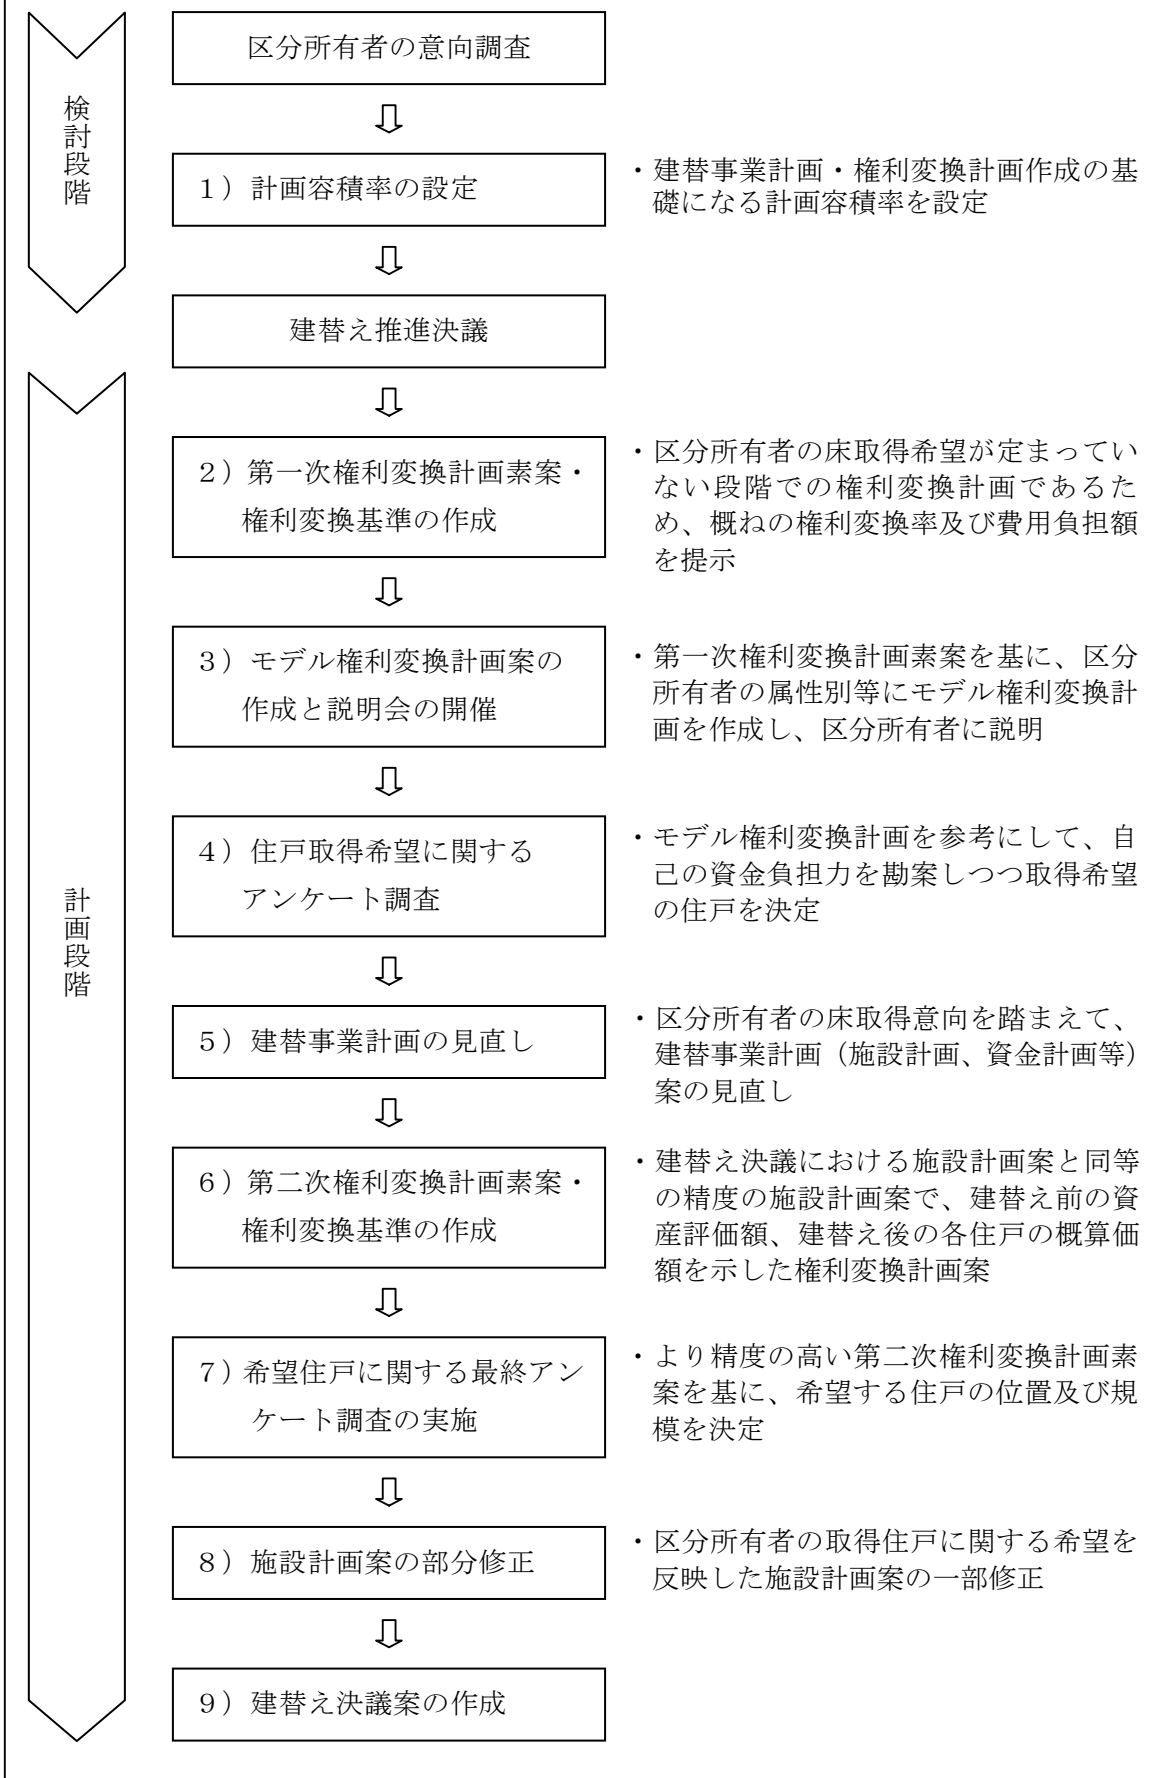 検討段階
区分所有者の意向調査
１）計画容積率の設定
・建替事業計画・権利変換計画作成の基
礎になる計画容積率を設定
建替え推進決議
計画段階
２）第一次権利変換計画素案・
権利変換基準の作成
・区分所有者の床取得希望が定まってい
ない段階での権利変換計画であるた
め、概ねの権利変換率及び費用負担額
を提示
３）モデル権利変換計画案の
作成と説明会の開催
・第一次権利変換計画素案を基に、区分
所有者の属性別等にモデル権利変換計
画を作成し、区分所有者に説明
４）住戸取得希望に関する
アンケート調査
・モデル権利変換計画を参考にして、自
己の資金負担力を勘案しつつ取得希望
の住戸を決定
５）建替事業計画の見直し
・区分所有者の床取得意向を踏まえて、
建替事業計画（施設計画、資金計画等）
案の見直し
６）第二次権利変換計画素案・
権利変換基準の作成
・建替え決議における施設計画案と同等
の精度の施設計画案で、建替え前の資
産評価額、建替え後の各住戸の概算価
額を示した権利変換計画案
７）希望住戸に関する最終アン
ケート調査の実施
・より精度の高い第二次権利変換計画素
案を基に、希望する住戸の位置及び規
模を決定
８）施設計画案の部分修正
・区分所有者の取得住戸に関する希望を
反映した施設計画案の一部修正
９）建替え決議案の作成